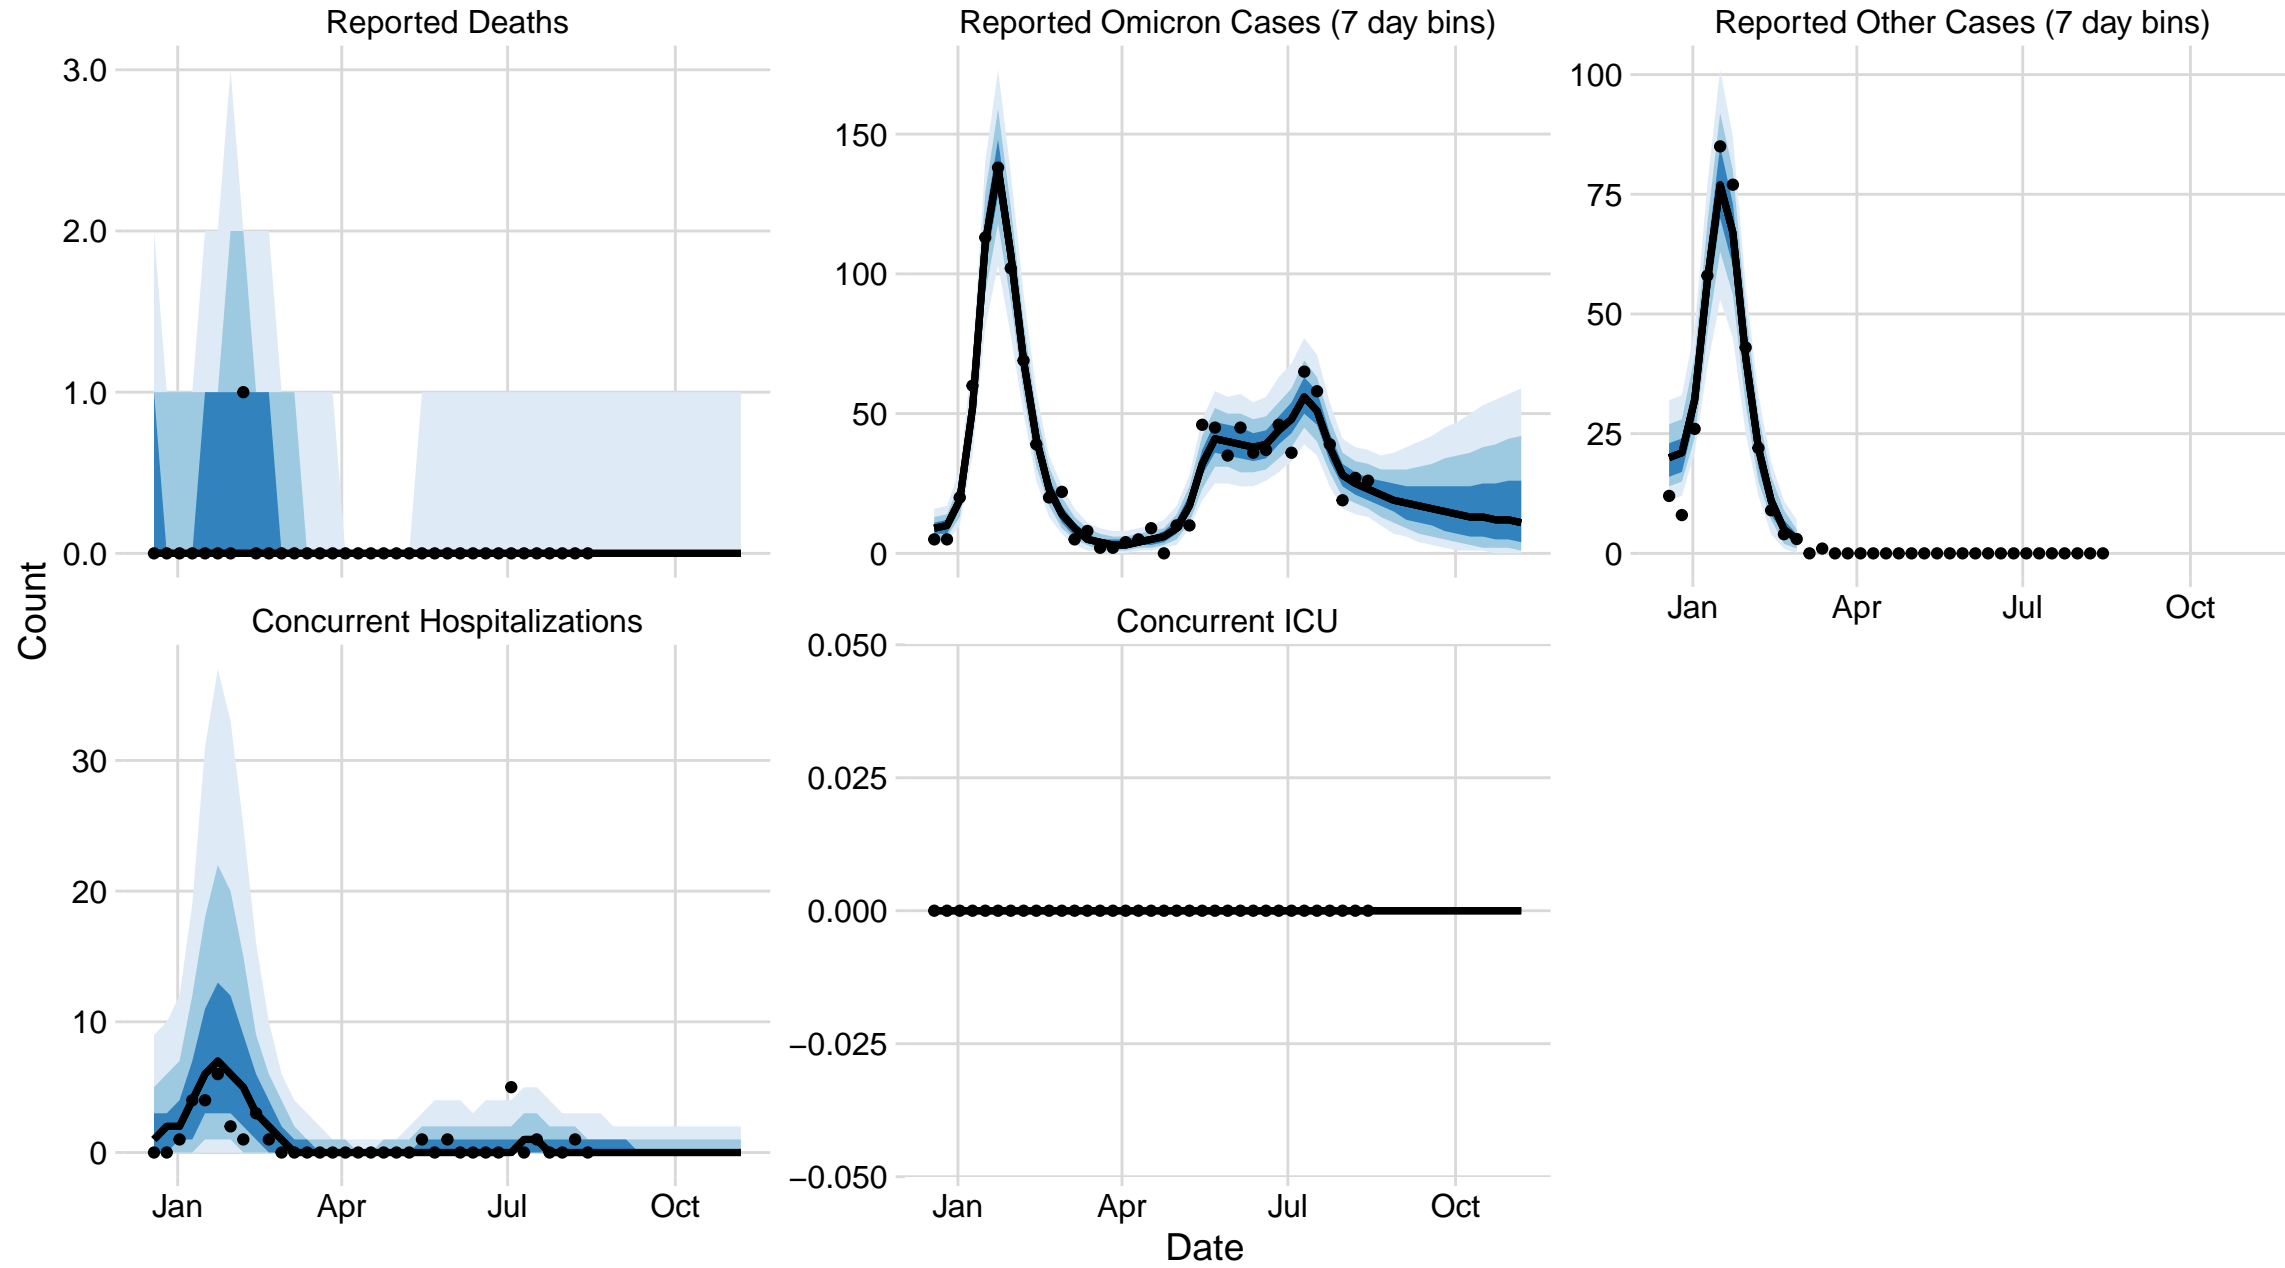 Reported Deaths
3.0
2.0
1.0
0.0
Reported Omicron Cases (7 day bins)
150
100
50
0
Reported Other Cases (7 day bins)
100
75
50
25
0
Jan Apr Jul Oct
Count
Concurrent Hospitalizations
30
20
10
0
Jan Apr Jul Oct
Concurrent ICU
0.050
0.025
0.000
−0.025
−0.050
Jan Apr Jul Oct
Date